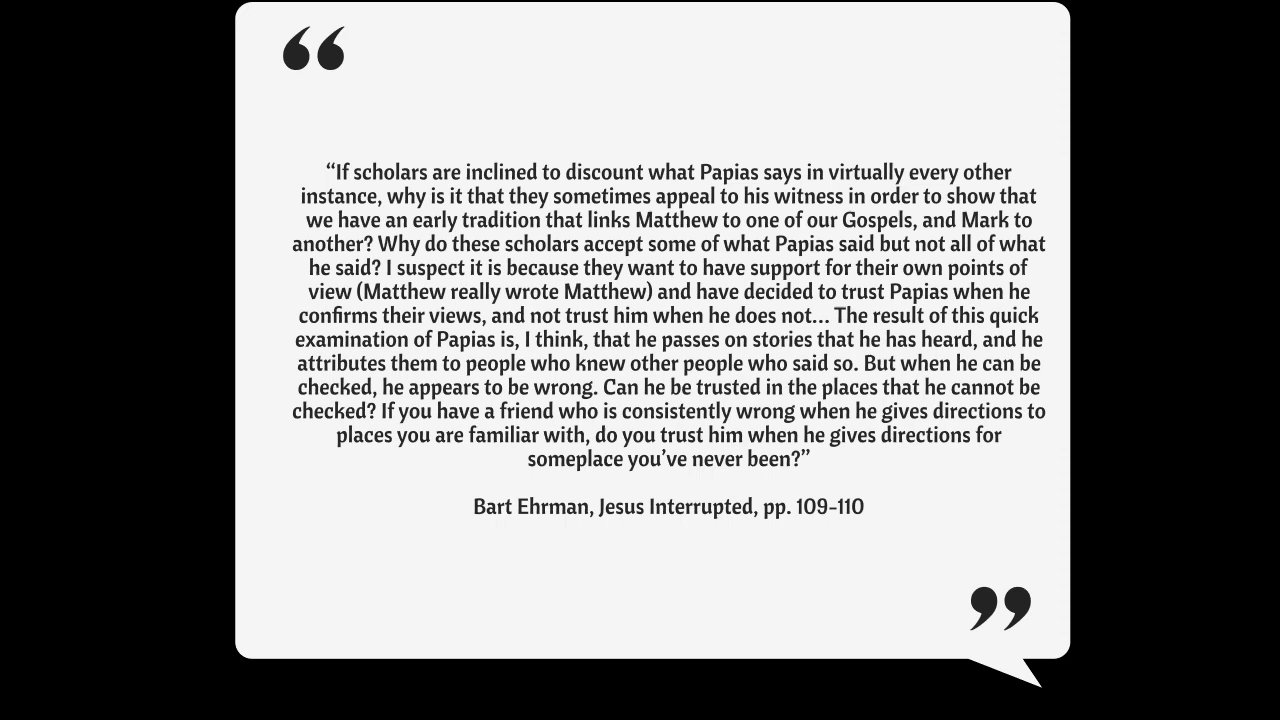 “
“If scholars are inclined to discount what Papias says in virtually every other
instance, why is it that they sometimes appeal to his witness in order to show that
we have an early tradition that links Matthew to one of our Gospels, and Mark to
another? Why do these scholars accept some of what Papias said but not all of what
he said? I suspect it is because they want to have support for their own points of
view (Matthew really wrote Matthew) and have decided to trust Papias when he
confirms their views, and not trust him when he does not... The result of this quick
examination of Papias is, I think, that he passes on stories that he has heard, and he
attributes them to people who knew other people who said so. But when he can be
checked, he appears to be wrong. Can he be trusted in the places that he cannot be
checked? If you have a friend who is consistently wrong when he gives directions to
places you are familiar with, do you trust him when he gives directions for
someplace you’ve never been?”
Bart Ehrman, Jesus Interrupted, pp. 109-110
”